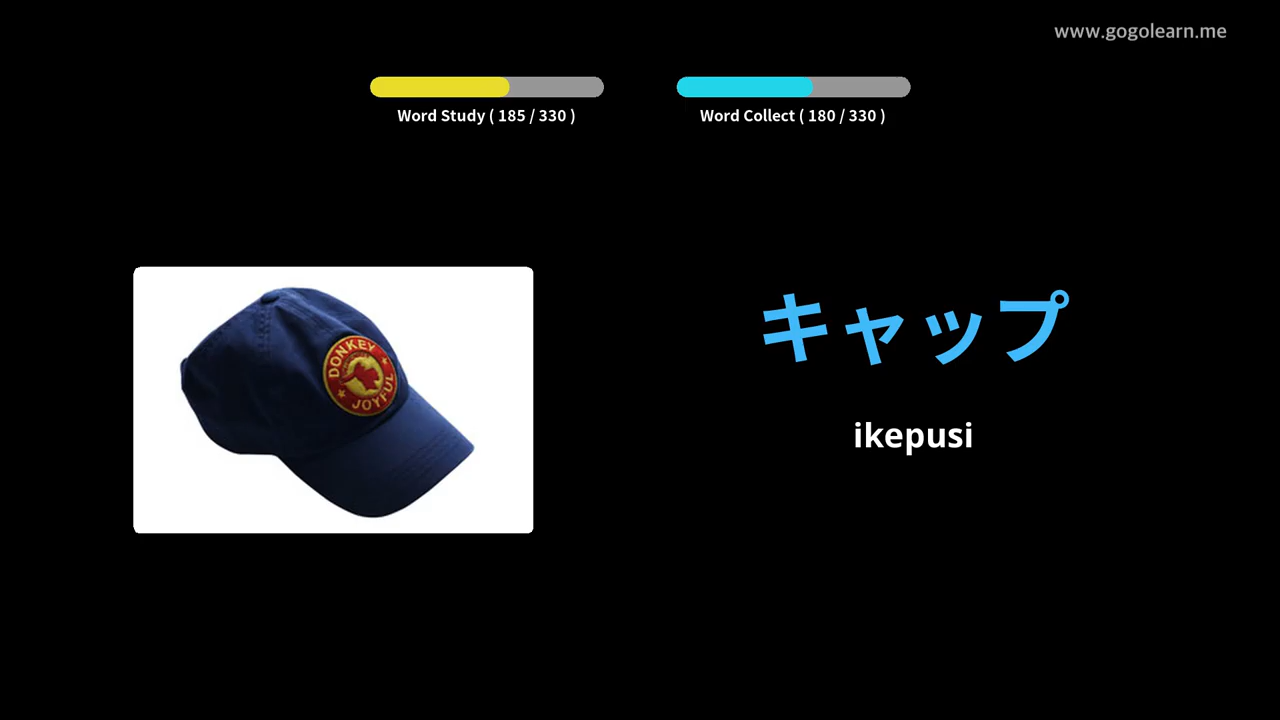 www.gogolearn.me
Word Study ( 185 / 330 )
Word Collect ( 180 / 330 )
DONKEY
JOYFUL
キャップ
ikepusi